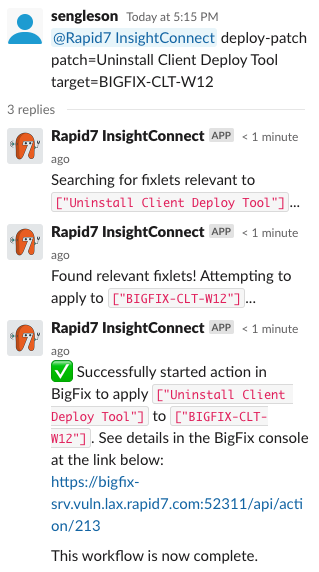 sengleson Today at 5:15 PM
@Rapid7 InsightConnect deploy-patch
patch=Uninstall Client Deploy Tool
target=BIGFIX-CLT-W12
3 replies
Rapid7 InsightConnect APP < 1 minute
ago
Searching for fixlets relevant to
["Uninstall Client Deploy Tool"]...
Rapid7 InsightConnect APP < 1 minute
ago
Found relevant fixlets! Attempting to
apply to ["BIGFIX-CLT-W12"]...
Rapid7 InsightConnect APP < 1 minute
ago
Successfully started action in
BigFix to apply ["Uninstall Client
Deploy Tool"] to ["BIGFIX-CLT-
W12"]. See details in the BigFix console
at the link below:
https://bigfix-
srv.vuln.lax.rapid7.com:52311/api/acti
on/213
This workflow is now complete.